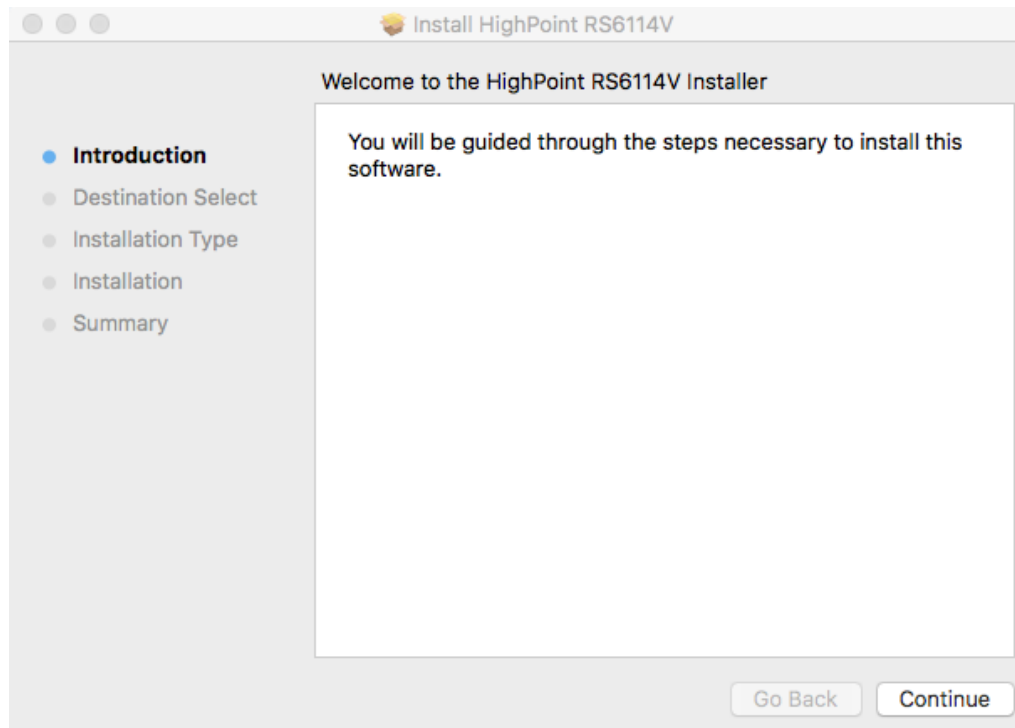 Install HighPoint RS6114V
Welcome to the HighPoint RS6114V Installer
Introduction
Destination Select
Installation Type
Installation
Summary
You will be guided through the steps necessary to install this
software.
Go Back
Continue